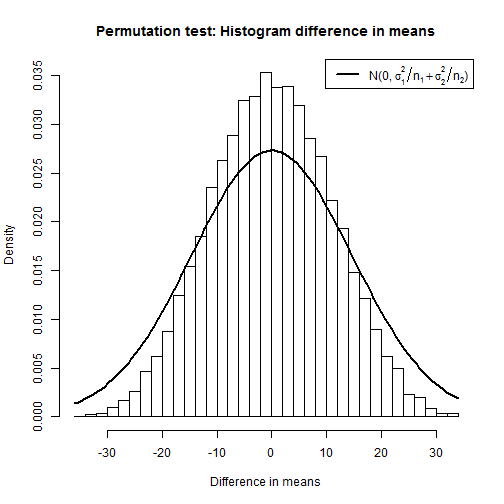 Permutation test: Histogram difference in means
N(0, σ₁²/n₁+σ₂²/n₂)
0.035
0.030
0.025
0.020
0.015
0.010
0.005
0.000
Density
-30 -20 -10 0 10 20 30
Difference in means